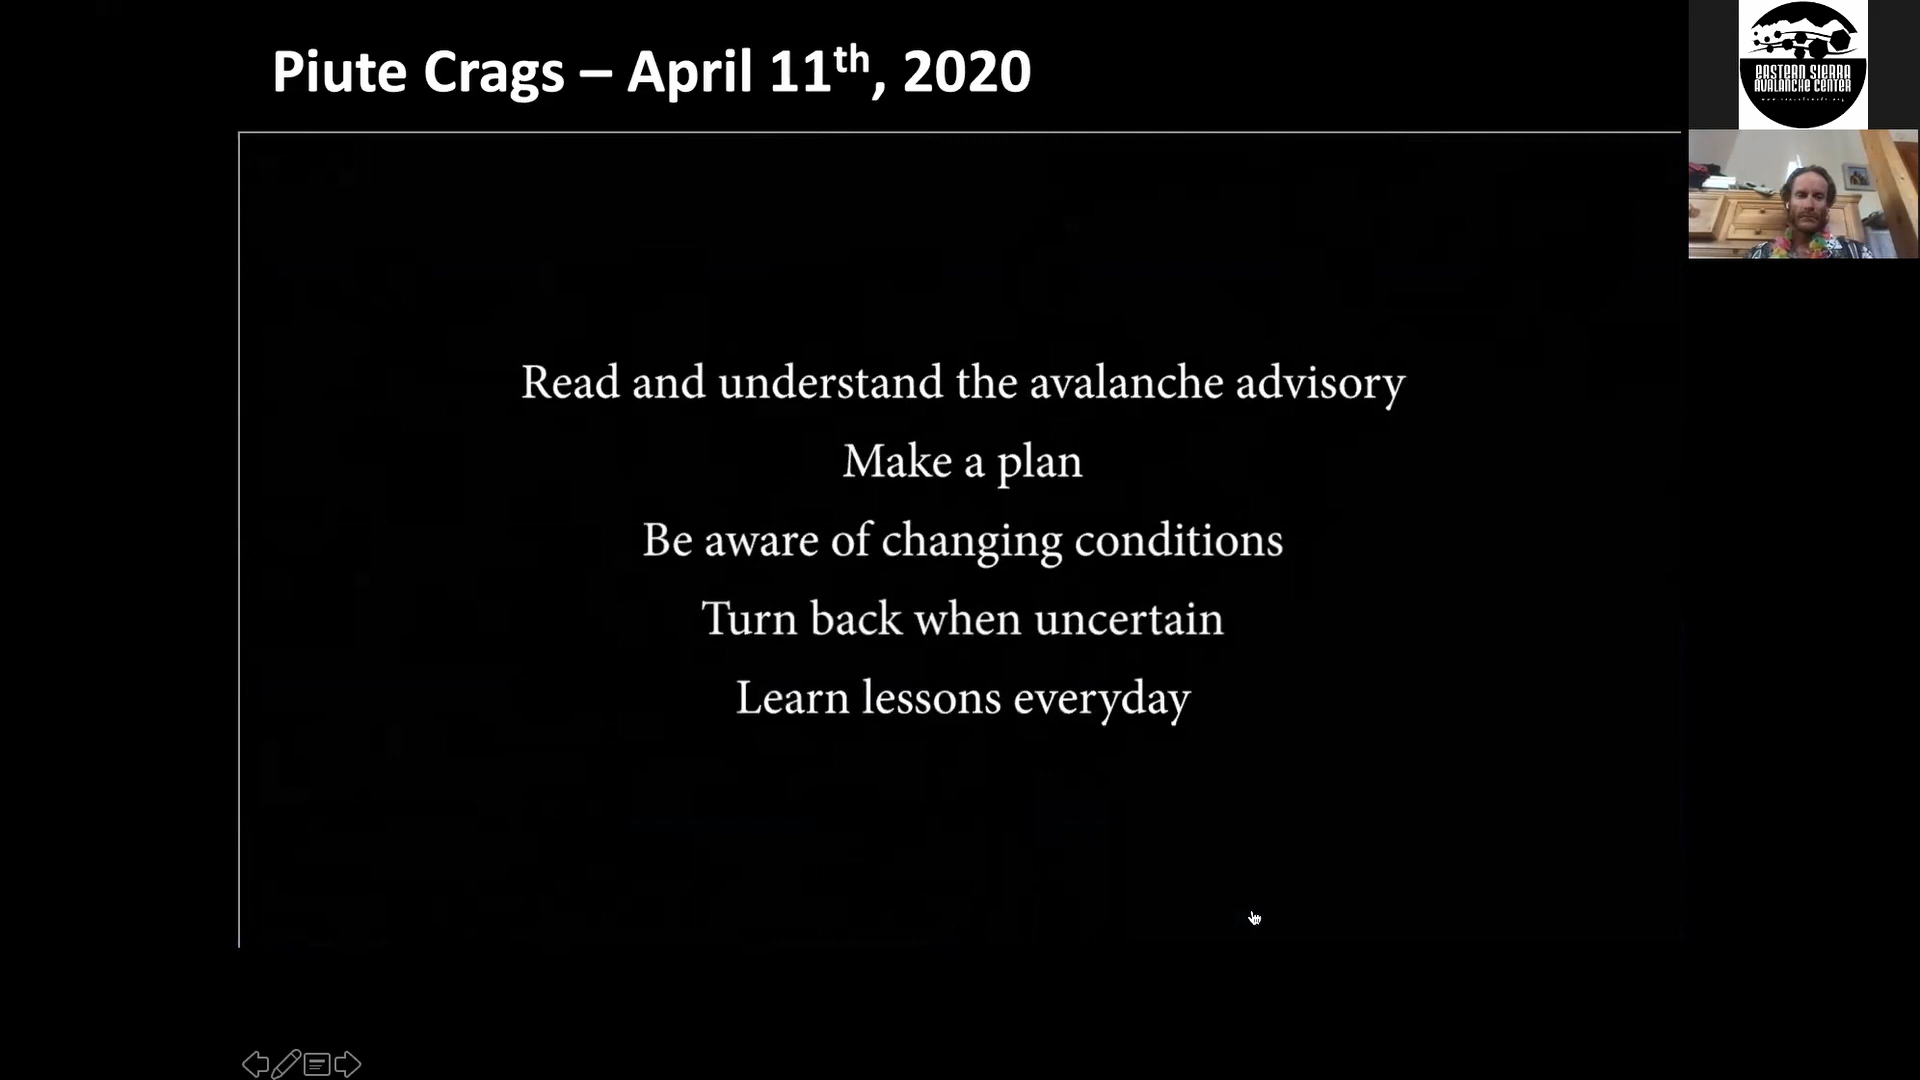 Piute Crags – April 11th, 2020
EASTERN SIERRA
AVALANCHE CENTER
Read and understand the avalanche advisory
Make a plan
Be aware of changing conditions
Turn back when uncertain
Learn lessons everyday